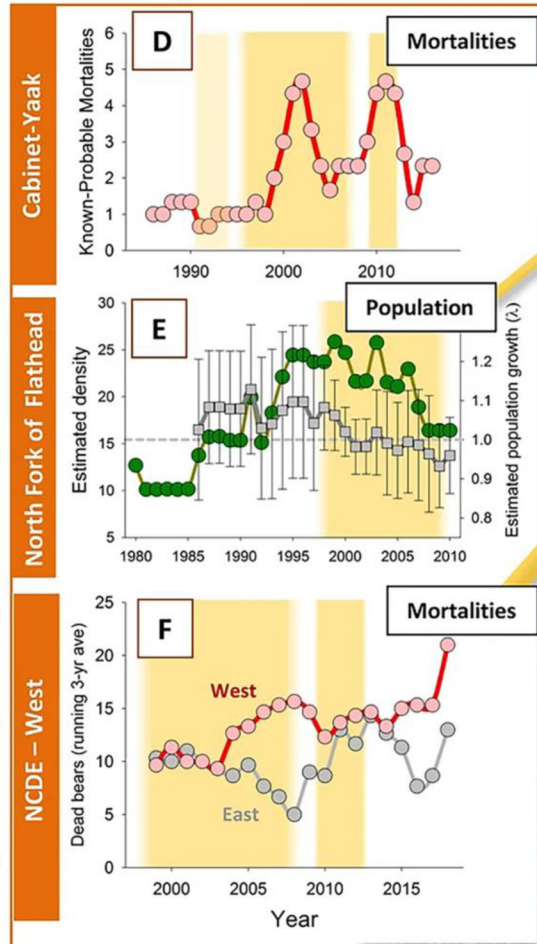 Cabinet-Yaak
D
Mortalities
Known-Probable Mortalities
6
5
4
3
2
1
0
1990
2000
2010
North Fork of Flathead
E
Population
Estimated density
30
25
20
15
10
5
Estimated population growth (λ)
1.2
1.1
1.0
0.9
0.8
1980
1985
1990
1995
2000
2005
2010
NCDE – West
F
Mortalities
Dead bears (running 3-yr ave)
25
20
15
10
5
0
West
East
2000
2005
2010
2015
Year